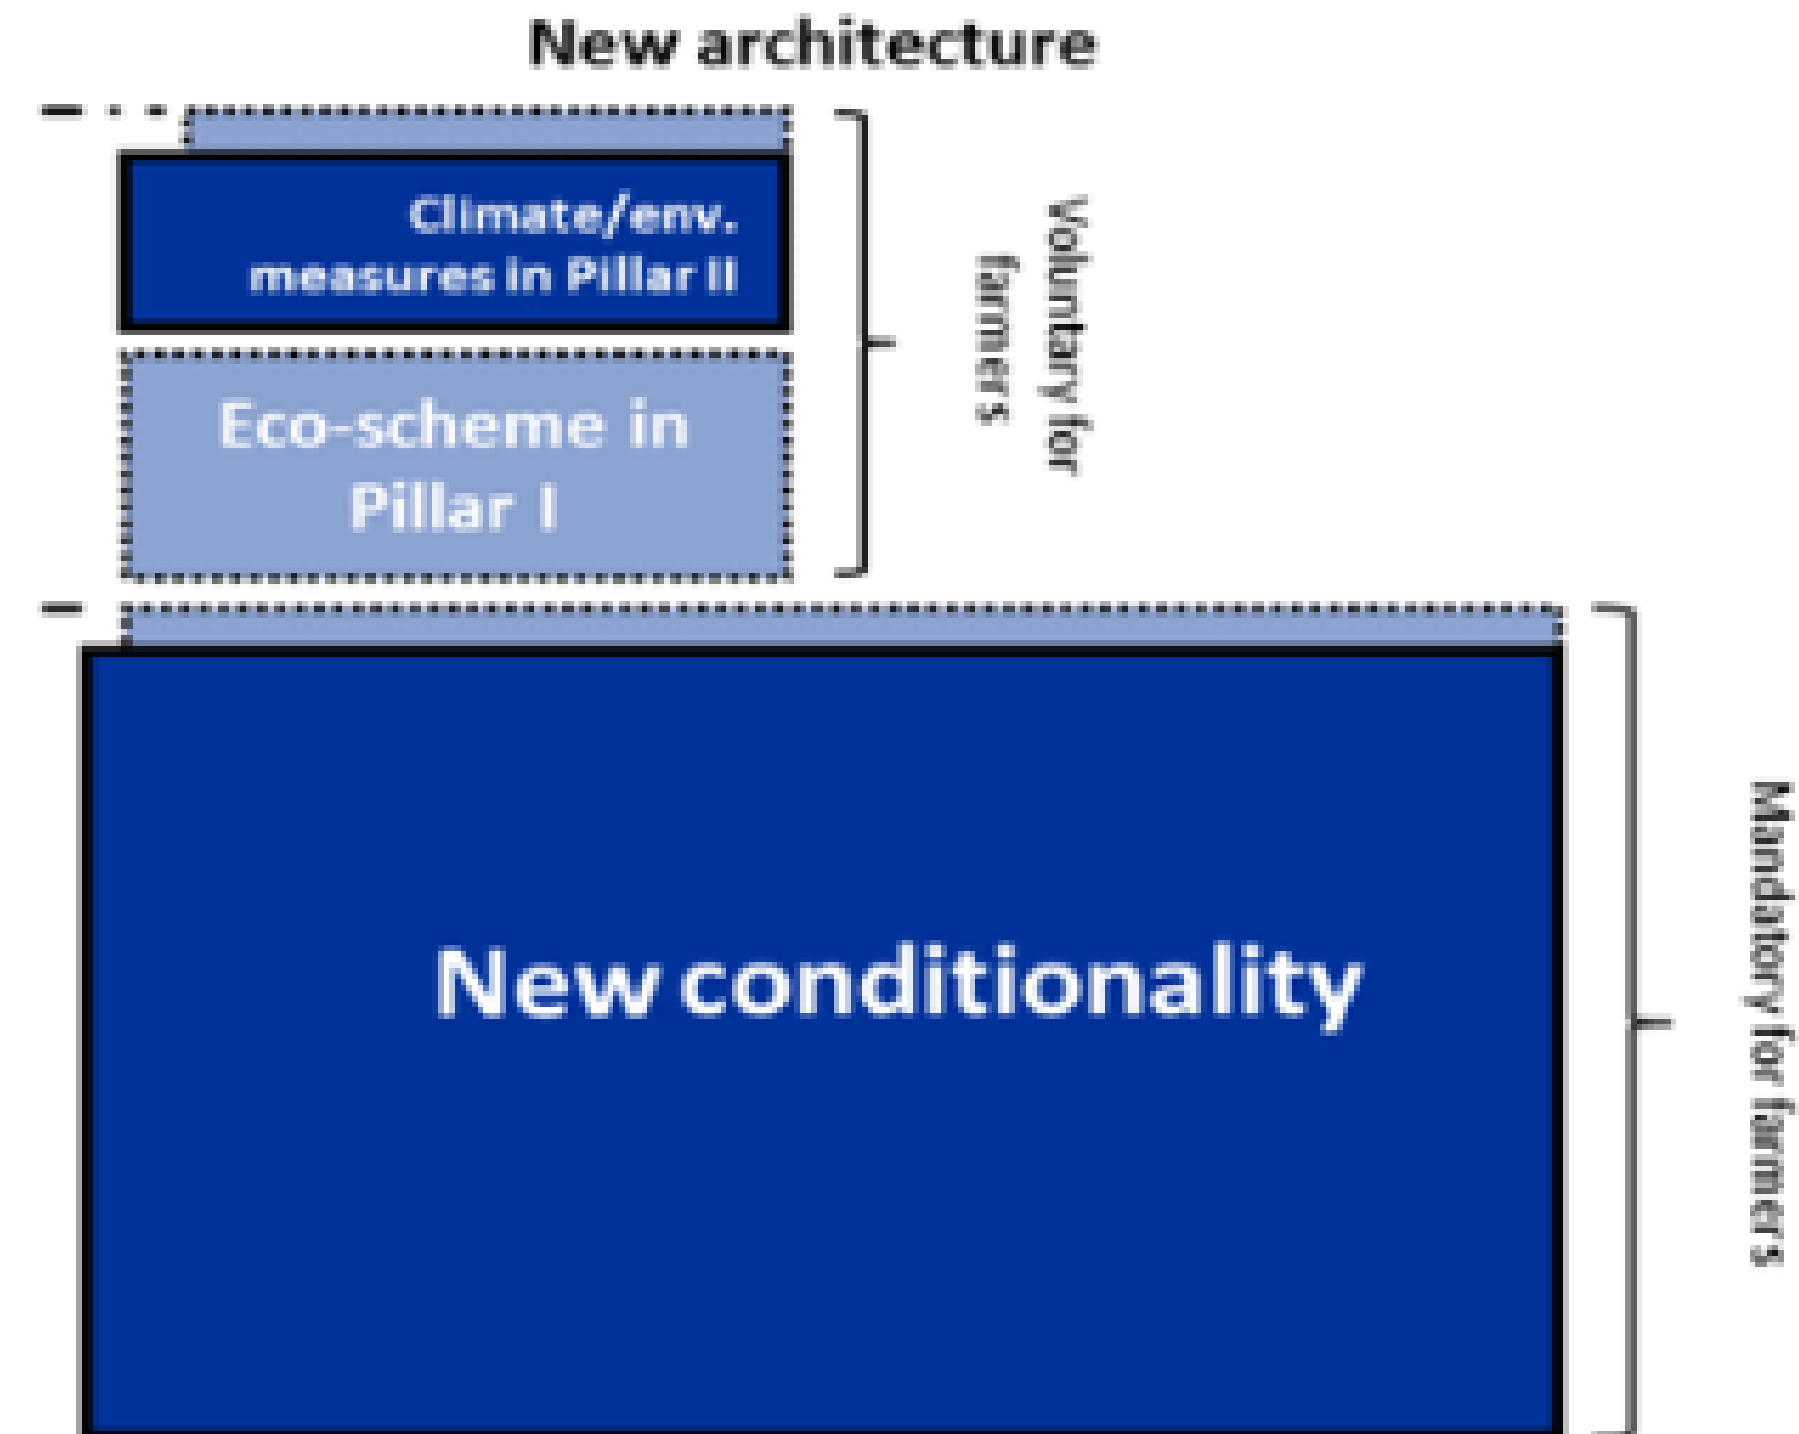 New architecture
Climate/env.
measures in Pillar II
Voluntary for
farmers
Eco-scheme in
Pillar I
New conditionality
Mandatory for farmers